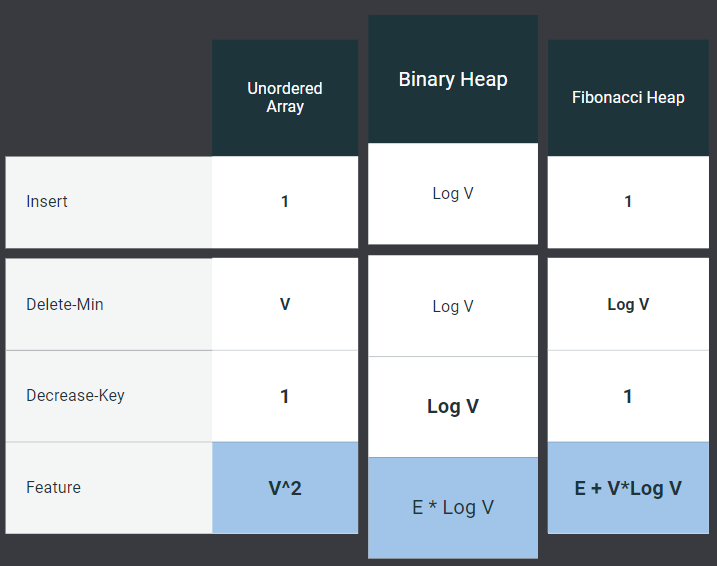 Unordered
Array
Binary Heap
Fibonacci Heap
Insert
1
Log V
1
Delete-Min
V
Log V
Log V
Decrease-Key
1
Log V
1
Feature
V^2
E * Log V
E + V*Log V